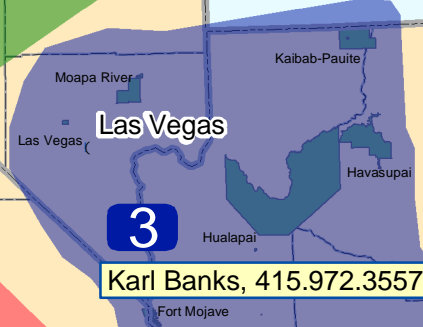 Kaibab-Pauite
Moapa River
Las Vegas
Las Vegas
Havasupai
3
Hualapai
Karl Banks, 415.972.3557
Fort Mojave